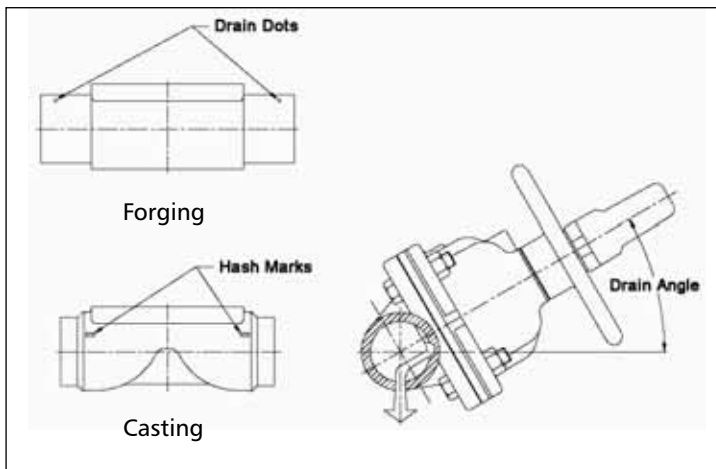 Drain Dots
Forging
Hash Marks
Casting
Drain Angle